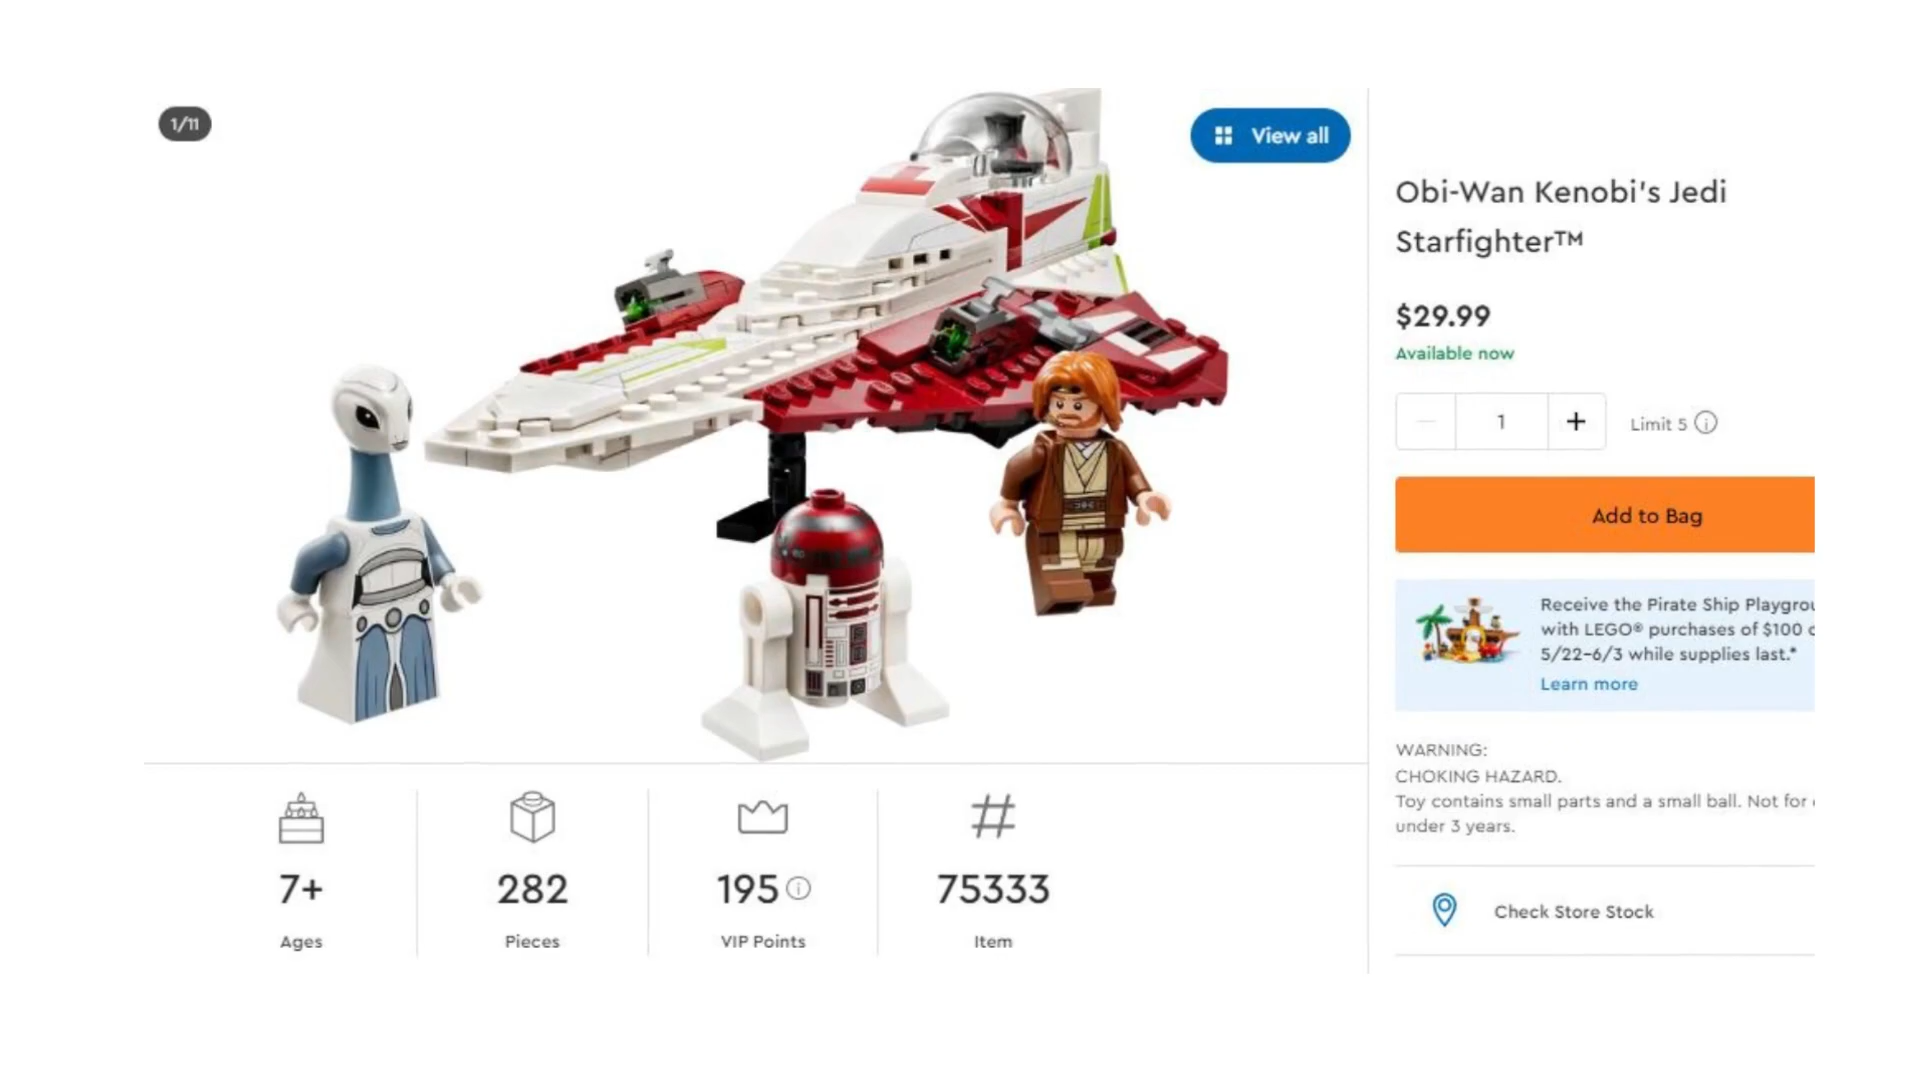 1/11
View all
Obi-Wan Kenobi's Jedi
Starfighter™
$29.99
Available now
1
Limit 5
Add to Bag
Receive the Pirate Ship
with LEGO® purchases of $100
5/22-6/3 while supplies last.*
Learn more
WARNING:
CHOKING HAZARD.
Toy contains small parts and a small ball. Not for
under 3 years.
Check Store Stock
7+
Ages
282
Pieces
195
VIP Points
75333
Item